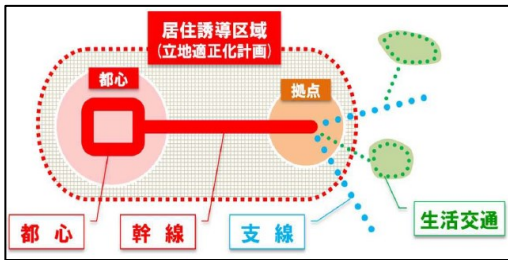 居住誘導区域
(立地適正化計画)
都心
拠点
都心
幹線
支線
生活交通